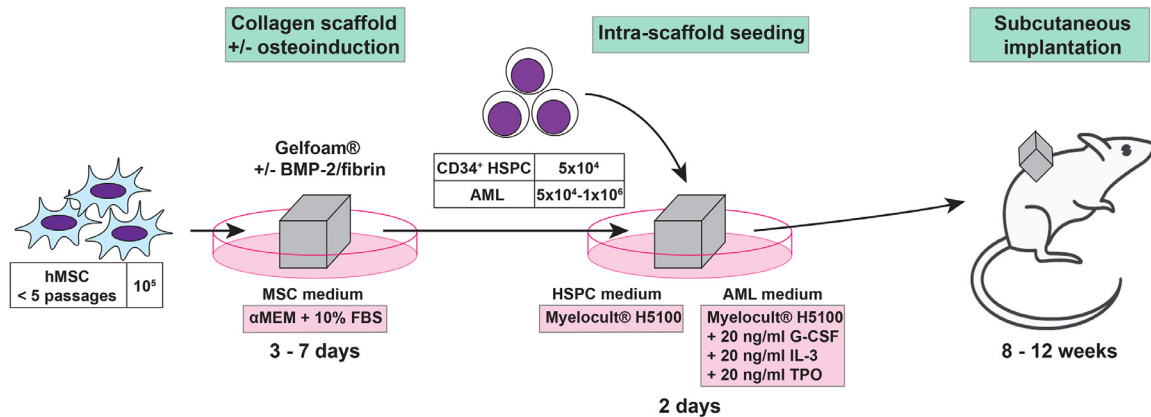 Collagen scaffold
+/- osteoinduction
Intra-scaffold seeding
Subcutaneous
implantation
Gelfoam®
+/- BMP-2/fibrin
CD34⁺ HSPC 5x10⁴
AML 5x10⁴-1x10⁶
hMSC
< 5 passages 10⁵
MSC medium
αMEM + 10% FBS
3 - 7 days
HSPC medium
Myelocult® H5100
AML medium
Myelocult® H5100
+ 20 ng/ml G-CSF
+ 20 ng/ml IL-3
+ 20 ng/ml TPO
2 days
8 - 12 weeks